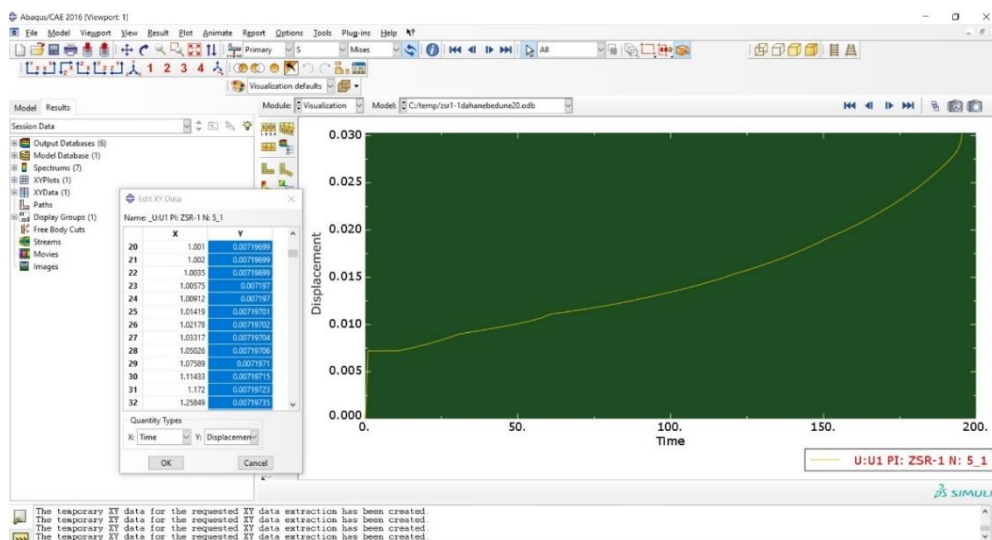 Abaqus/CAE 2016 [Viewport: 1]
File Model Viewport View Result Plot Animate Report Options Tools Plug-ins Help
Primary S Mises All
1 2 3 4
Visualization defaults
Model Results Module: Visualization Model: C:/temp/zsr1-1dahanebedune20.odb
Session Data
Output Databases (6)
Model Database (1)
Spectrums (7)
XYPlots (1)
XYData (1)
Paths
Display Groups (1)
Free Body Cuts
Streams
Movies
Images
Edit XY Data
Name: _U:U1 PI: ZSR-1 N: 5_1
X Y
20 1.001 0.00719699
21 1.002 0.00719699
22 1.0035 0.00719699
23 1.00575 0.007197
24 1.00912 0.007197
25 1.01419 0.00719701
26 1.02178 0.00719702
27 1.03317 0.00719704
28 1.05026 0.00719706
29 1.07589 0.0071971
30 1.11433 0.00719715
31 1.172 0.00719723
32 1.25849 0.00719735
Quantity Types
X: Time Y: Displacemen
OK Cancel
0.030
0.025
0.020
0.015
0.010
0.005
0.000
Displacement
0. 50. 100. 150. 200.
Time
U:U1 PI: ZSR-1 N: 5_1
SIMULI
The temporary XY data for the requested XY data extraction has been created.
The temporary XY data for the requested XY data extraction has been created.
The temporary XY data for the requested XY data extraction has been created.
The temporary XY data for the requested XY data extraction has been created.